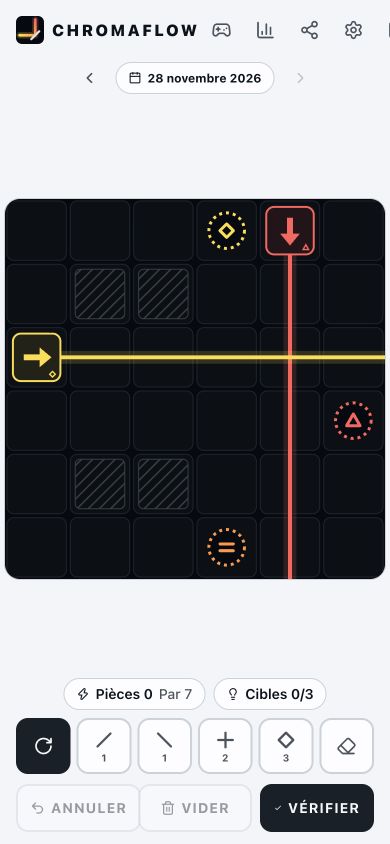 CHROMAFLOW
28 novembre 2026
Pièces 0 Par 7
Cibles 0/3
1
1
2
3
ANNULER
VIDER
VÉRIFIER